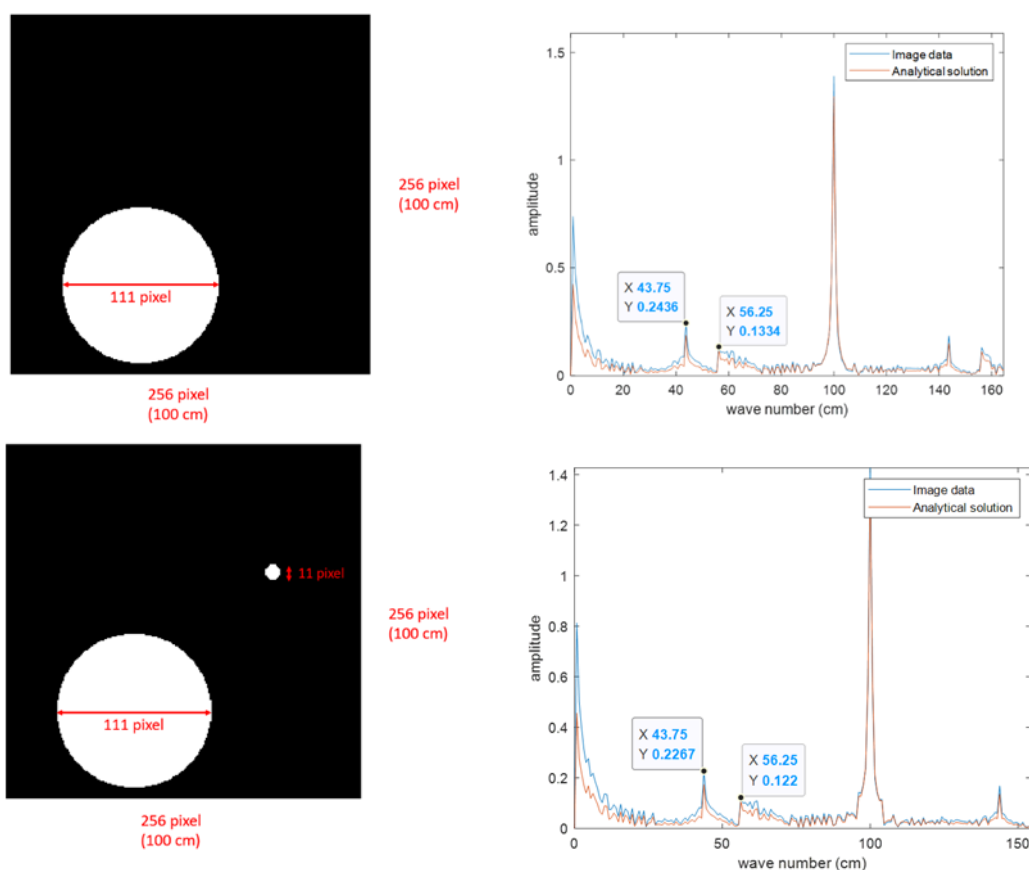 256 pixel
(100 cm)
111 pixel
256 pixel
(100 cm)
1.5
1
0.5
0
amplitude
Image data
Analytical solution
X 43.75
Y 0.2436
X 56.25
Y 0.1334
0 20 40 60 80 100 120 140 160
wave number (cm)
11 pixel
256 pixel
(100 cm)
111 pixel
256 pixel
(100 cm)
1.4
1.2
1
0.8
0.6
0.4
0.2
0
amplitude
Image data
Analytical solution
X 43.75
Y 0.2267
X 56.25
Y 0.122
0 50 100 150
wave number (cm)